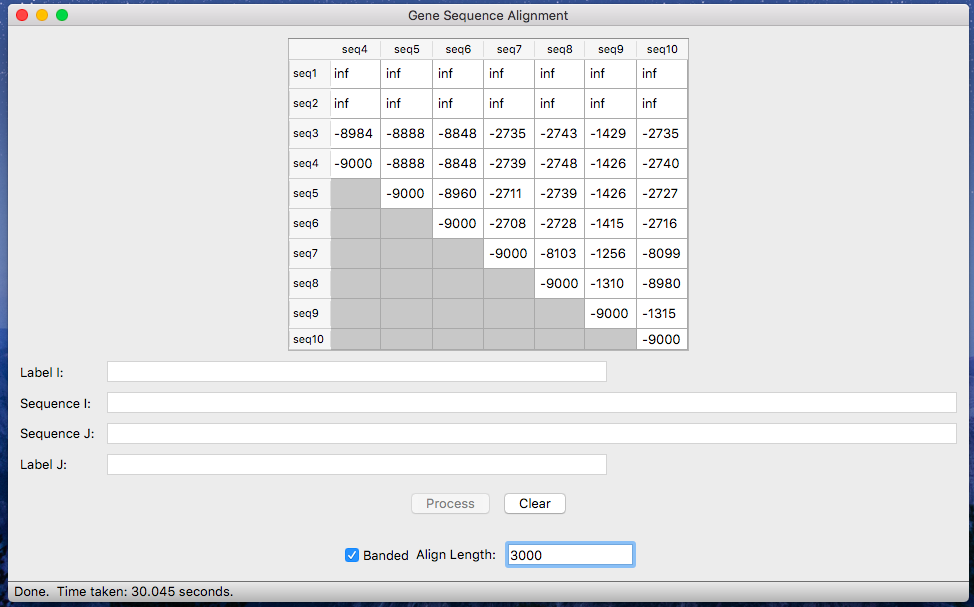 Gene Sequence Alignment
seq4 seq5 seq6 seq7 seq8 seq9 seq10
seq1 inf inf inf inf inf inf inf
seq2 inf inf inf inf inf inf inf
seq3 -8984 -8888 -8848 -2735 -2743 -1429 -2735
seq4 -9000 -8888 -8848 -2739 -2748 -1426 -2740
seq5 -9000 -8960 -2711 -2739 -1426 -2727
seq6 -9000 -2708 -2728 -1415 -2716
seq7 -9000 -8103 -1256 -8099
seq8 -9000 -1310 -8980
seq9 -9000 -1315
seq10 -9000
Label I:
Sequence I:
Sequence J:
Label J:
Process Clear
Banded Align Length: 3000
Done. Time taken: 30.045 seconds.